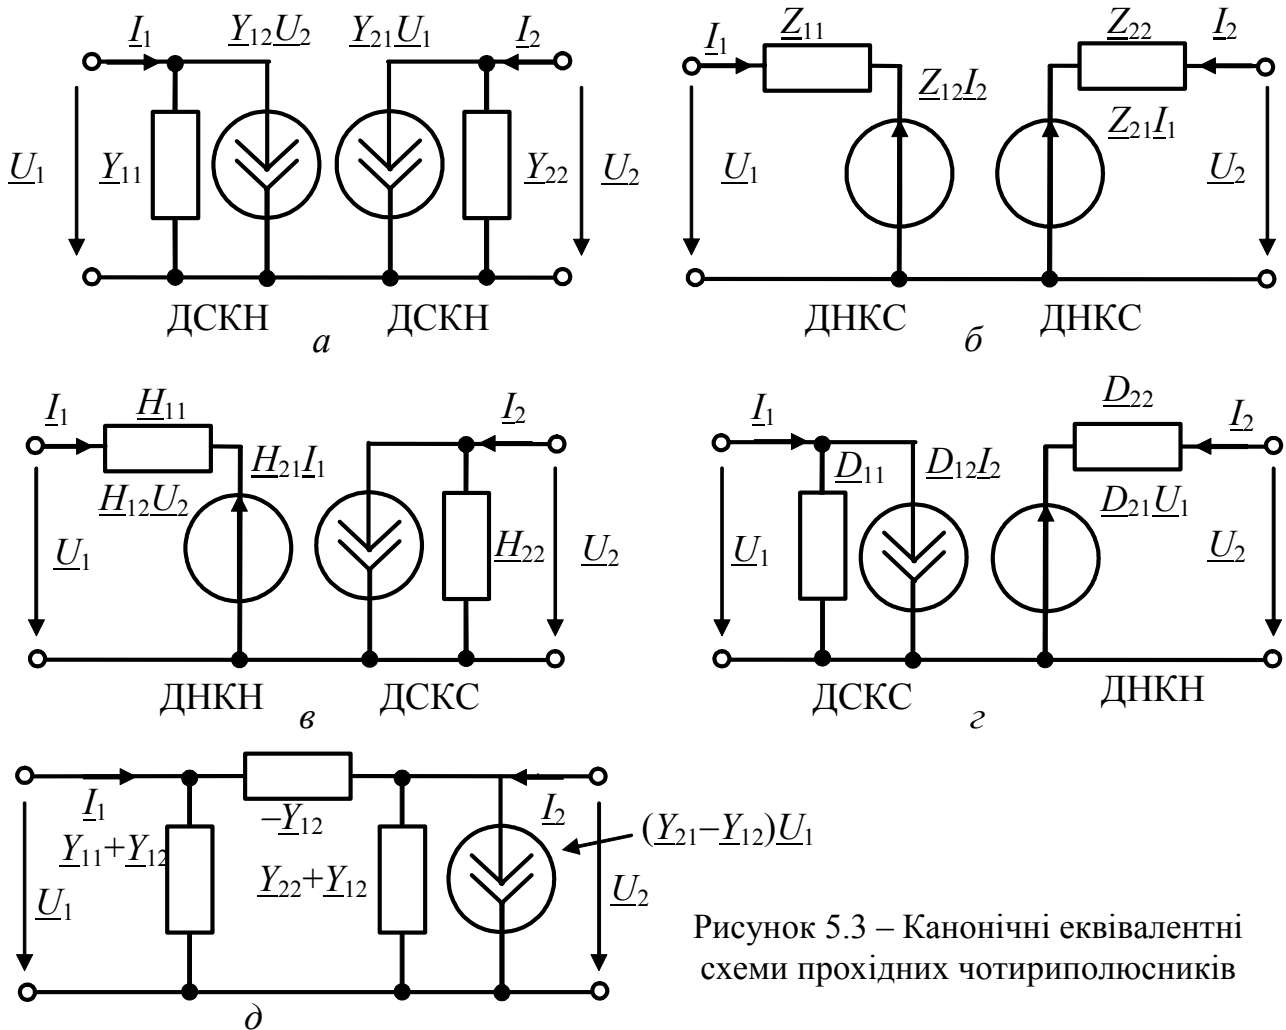 I1 Y12U2 Y21U1 I2
Y11 Y22
U1 U2
ДСКН ДСКН
а
I1 Z11 Z22 I2
Z12I2 Z21I1
U1 U2
ДНКС ДНКС
б
I1 H11 I2
H21I1
H12U2
U1 H22 U2
ДНКН ДСКС
в
I1 D22 I2
D11 D12I2
D21U1
U1 U2
ДСКС ДНКН
г
I1 –Y12 I2
(Y21–Y12)U1
Y11+Y12
Y22+Y12
U1 U2
д
Рисунок 5.3 – Канонічні еквівалентні
схеми прохідних чотириполюсників